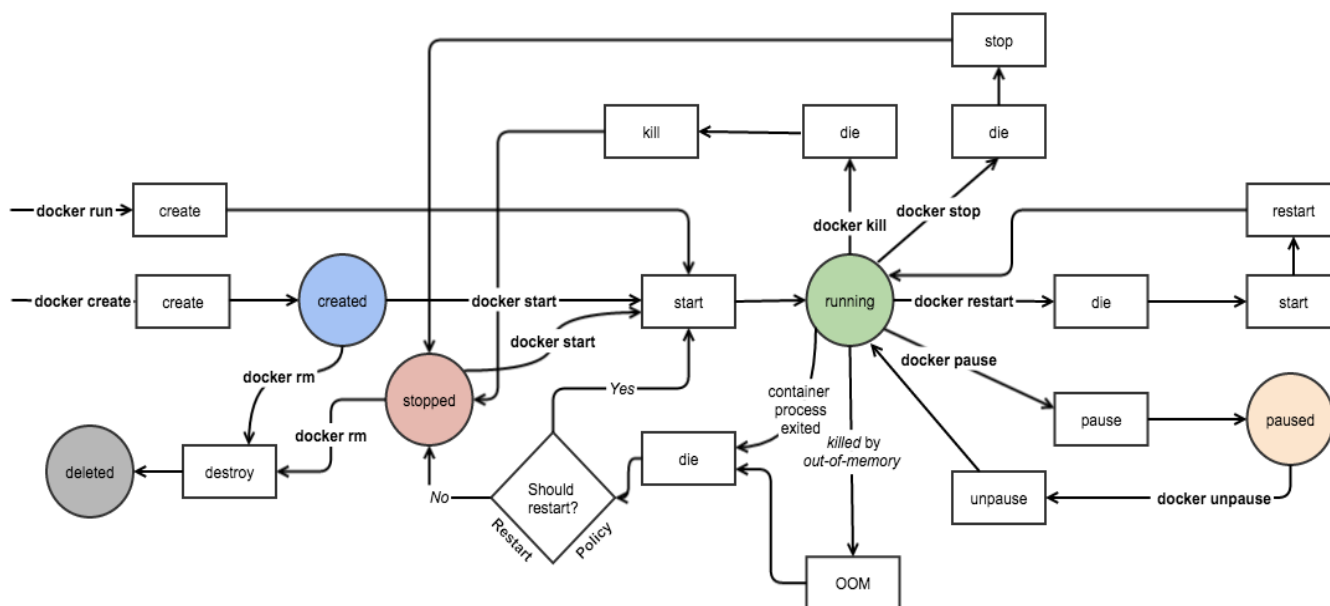 stop
kill
die
die
docker run
create
docker kill
docker stop
restart
docker create
create
created
docker start
start
running
docker restart
die
start
docker start
docker pause
docker rm
stopped
Yes
container
process
exited
pause
paused
docker rm
killed by
out-of-memory
deleted
destroy
die
Should
restart?
No
Restart
Policy
unpause
docker unpause
OOM